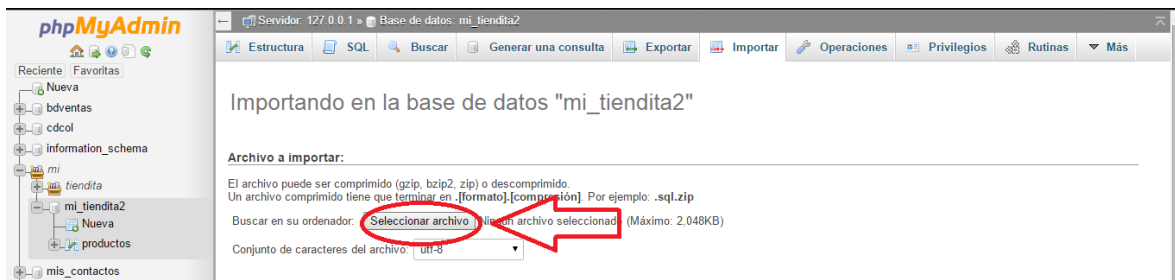 phpMyAdmin
Reciente Favoritas
Nueva
bdventas
cdcol
information_schema
mi
tiendita
mi_tiendita2
Nueva
productos
mis_contactos
Servidor: 127.0.0.1 » Base de datos: mi_tiendita2
Estructura SQL Buscar Generar una consulta Exportar Importar Operaciones Privilegios Rutinas Más
Importando en la base de datos "mi_tiendita2"
Archivo a importar:
El archivo puede ser comprimido (gzip, bzip2, zip) o descomprimido.
Un archivo comprimido tiene que terminar en .[formato].[compresión]. Por ejemplo: .sql.zip
Buscar en su ordenador: Seleccionar archivo Ningún archivo seleccionado (Máximo: 2,048KB)
Conjunto de caracteres del archivo: utf-8